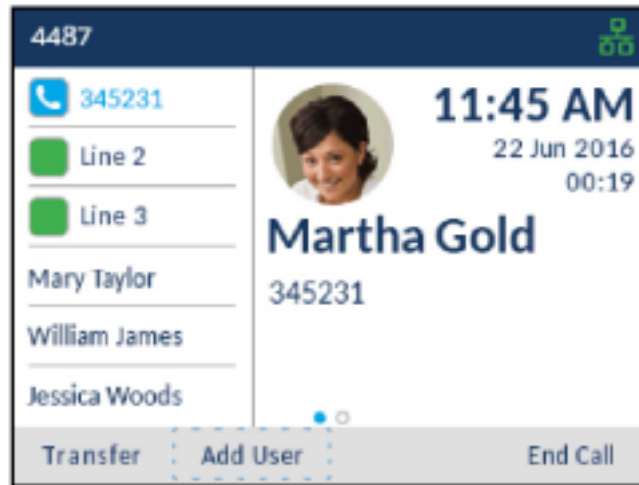 4487
345231
Line 2
Line 3
Mary Taylor
William James
Jessica Woods
11:45 AM
22 Jun 2016
00:19
Martha Gold
345231
Transfer
Add User
End Call